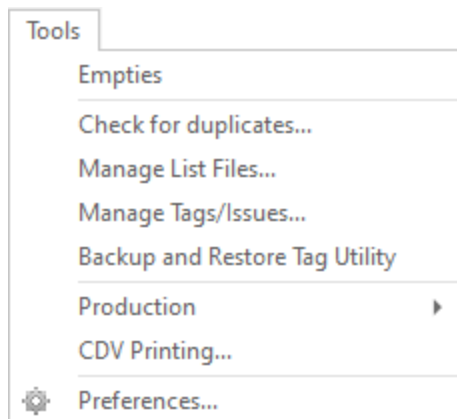 Tools
Empties
Check for duplicates...
Manage List Files...
Manage Tags/Issues...
Backup and Restore Tag Utility
Production
CDV Printing...
Preferences...